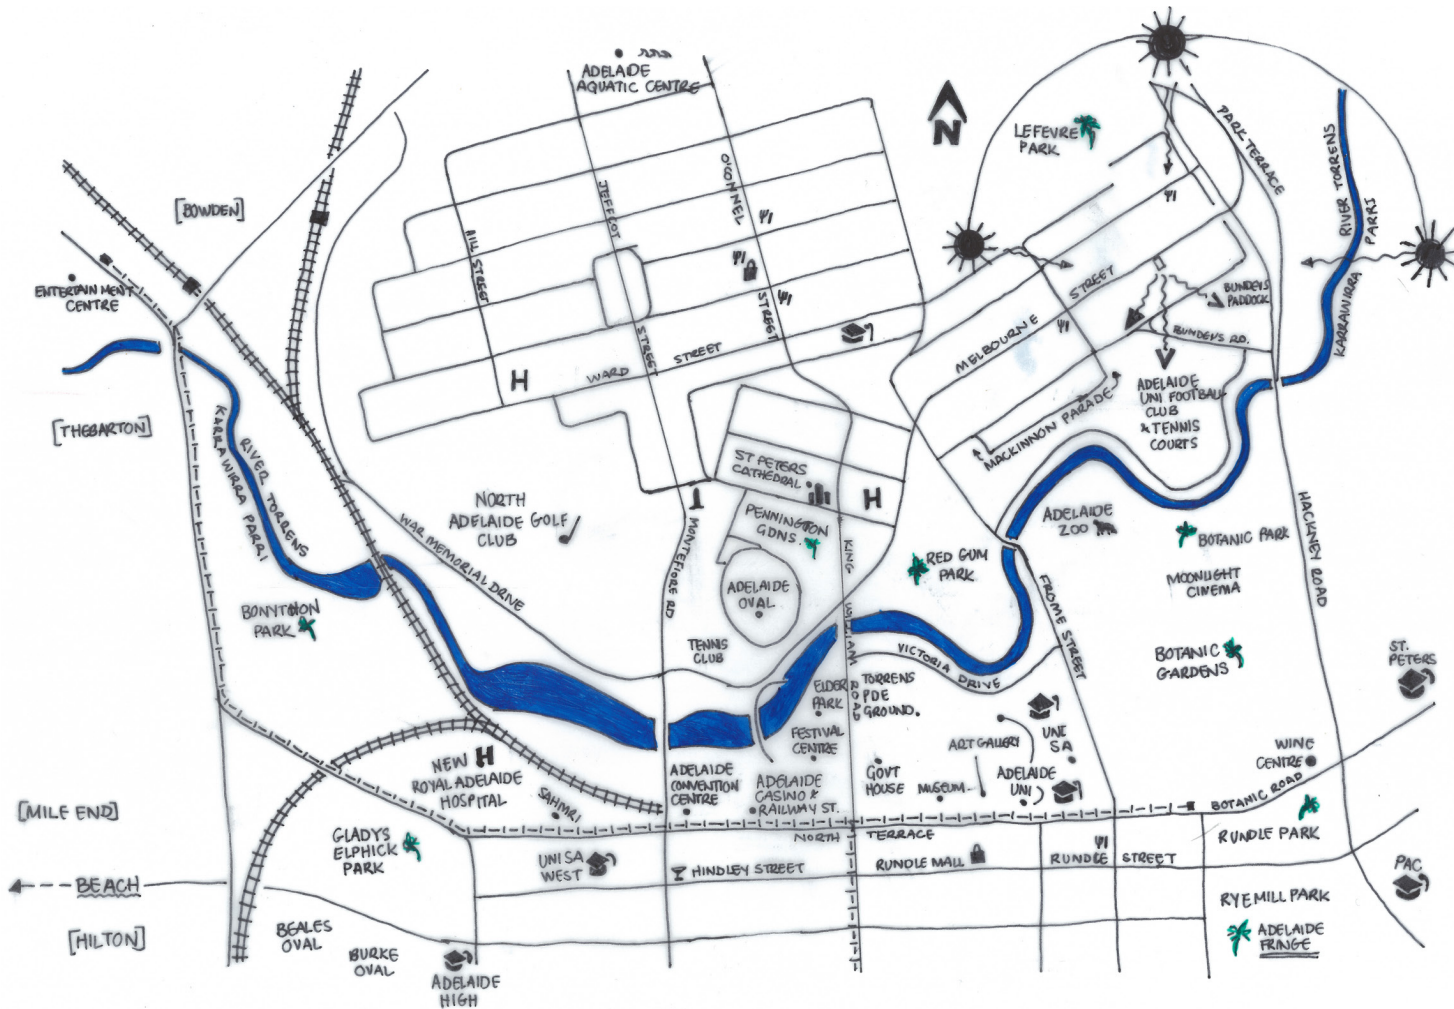 ADELAIDE
AQUATIC CENTRE
N
LEFEVRE
PARK
PARK TERRACE
RIVER TORRENS
KARRAWIRRA
PARRI
[BOWDEN]
ENTERTAINMENT
CENTRE
HILL
STREET
JEFFCOT
STREET
O'CONNEL
STREET
WARD
STREET
H
MELBOURNE
STREET
BUNDEYS
PADDOCK
BUNDEYS RD.
MACKINNON PARADE
ADELAIDE
UNI FOOTBALL
CLUB
& TENNIS
COURTS
[THEBARTON]
RIVER TORRENS
KARRAWIRRA PARRI
NORTH
ADELAIDE GOLF
CLUB
WAR MEMORIAL DRIVE
ST PETERS
CATHEDRAL
H
PENNINGTON
GDNS.
ADELAIDE
OVAL
MONTEFIORE RD
KING
WILLIAM
ROAD
TENNIS
CLUB
RED GUM
PARK
ADELAIDE
ZOO
BOTANIC PARK
MOONLIGHT
CINEMA
BOTANIC
GARDENS
HACKNEY ROAD
FROME STREET
VICTORIA DRIVE
BONYTHON
PARK
ST.
PETERS
ELDER
PARK
TORRENS
PDE
GROUND.
FESTIVAL
CENTRE
ART GALLERY
UNI
SA
WINE
CENTRE
NEW H
ROYAL ADELAIDE
HOSPITAL
SAHMRI
ADELAIDE
CONVENTION
CENTRE
ADELAIDE
CASINO &
RAILWAY ST.
GOVT
HOUSE
MUSEUM
ADELAIDE
UNI
BOTANIC ROAD
[MILE END]
NORTH
TERRACE
RUNDLE PARK
GLADYS
ELPHICK
PARK
UNISA
WEST
HINDLEY STREET
RUNDLE MALL
RUNDLE STREET
PAC
BEACH
RYEMILL PARK
[HILTON]
BEALES
OVAL
BURKE
OVAL
ADELAIDE
HIGH
ADELAIDE
FRINGE